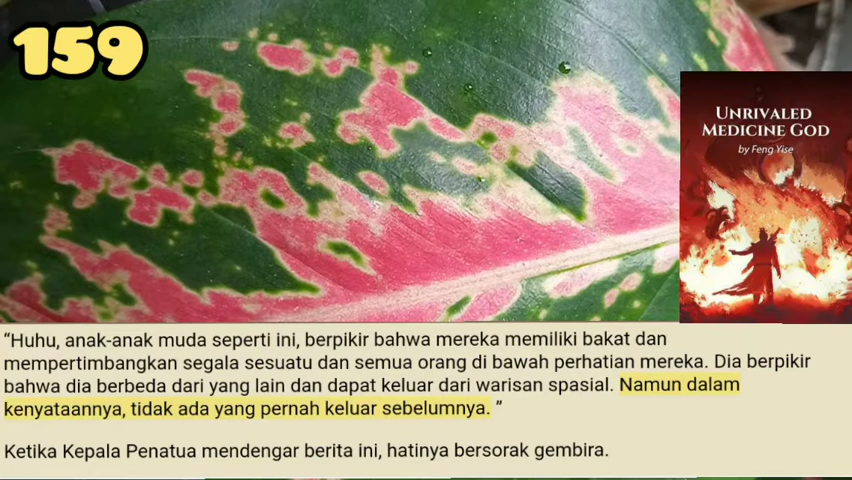 159
UNRIVALED
MEDICINE GOD
by Feng Yise
“Huhu, anak-anak muda seperti ini, berpikir bahwa mereka memiliki bakat dan
mempertimbangkan segala sesuatu dan semua orang di bawah perhatian mereka. Dia berpikir
bahwa dia berbeda dari yang lain dan dapat keluar dari warisan spasial. Namun dalam
kenyataannya, tidak ada yang pernah keluar sebelumnya. ”
Ketika Kepala Penatua mendengar berita ini, hatinya bersorak gembira.